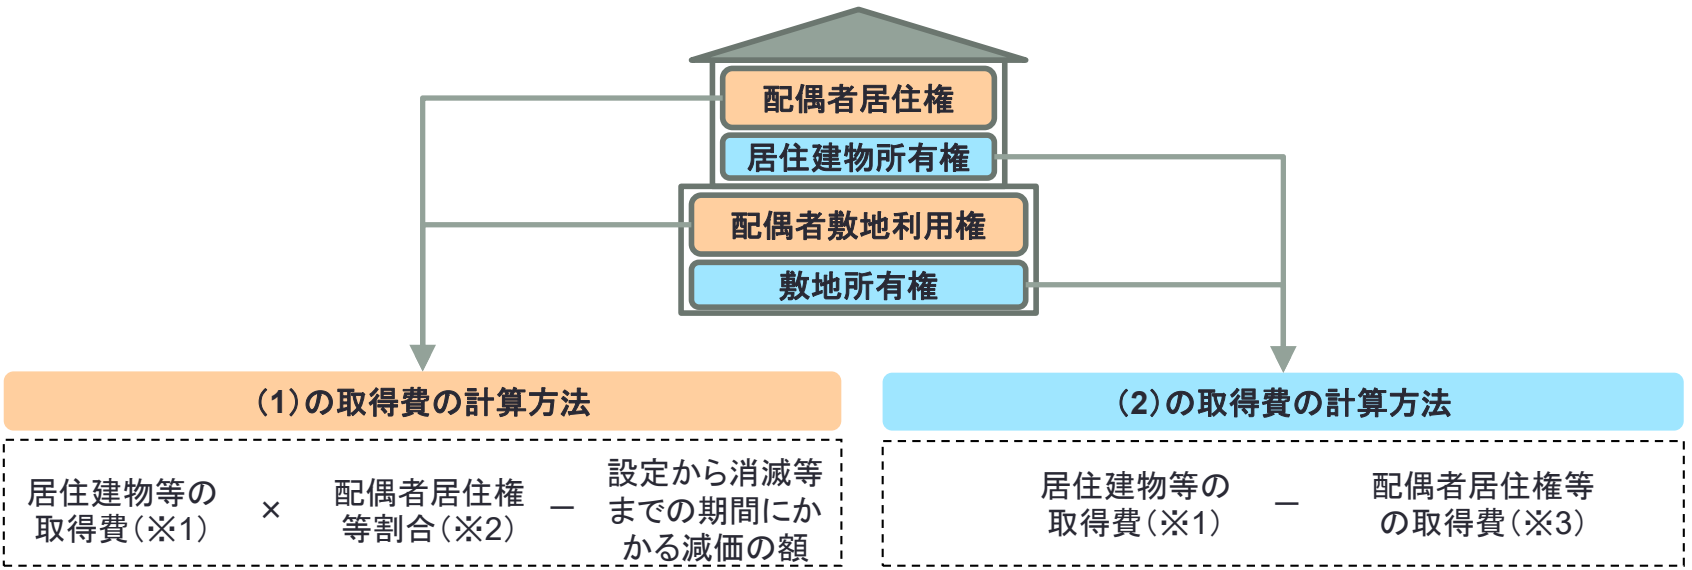 配偶者居住権
居住建物所有権
配偶者敷地利用権
敷地所有権
（1）の取得費の計算方法
居住建物等の
取得費（※1）
×
配偶者居住権
等割合（※2）
－
設定から消滅等
までの期間にか
かる減価の額
（2）の取得費の計算方法
居住建物等の
取得費（※1）
－
配偶者居住権等
の取得費（※3）